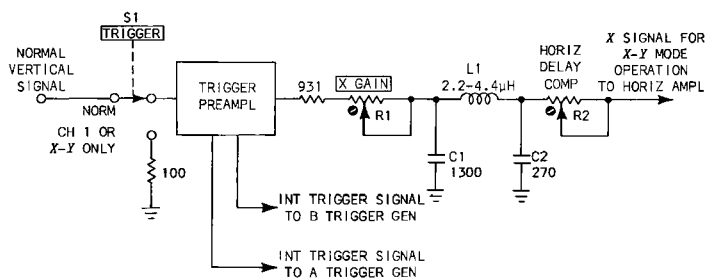 S1
TRIGGER
NORMAL
VERTICAL
SIGNAL
NORM
CH 1 OR
X-X ONLY
100
TRIGGER
PREAMPL
931
X GAIN
R1
L1
2.2-4.4μH
C1
1300
C2
270
HORIZ
DELAY
COMP
R2
X SIGNAL FOR
X-X MODE
OPERATION
TO HORIZ AMPL
INT TRIGGER SIGNAL
TO B TRIGGER GEN
INT TRIGGER SIGNAL
TO A TRIGGER GEN